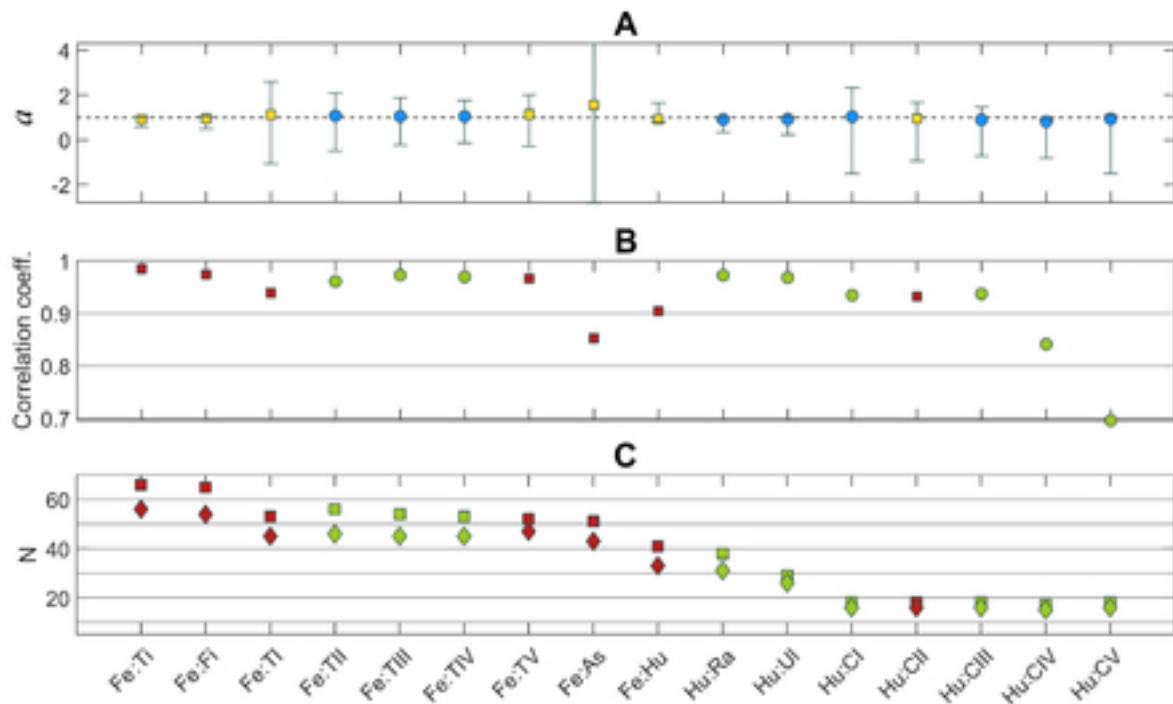 A
a
4
2
0
-2
B
Correlation coeff.
1
0.9
0.8
0.7
C
N
60
40
20
Fe:Ti
Fe:Fi
Fe:TI
Fe:TII
Fe:TIII
Fe:TIV
Fe:TV
Fe:As
Fe:Hu
Hu:Ra
Hu:Ul
Hu:CI
Hu:CII
Hu:CIII
Hu:CIV
Hu:CV